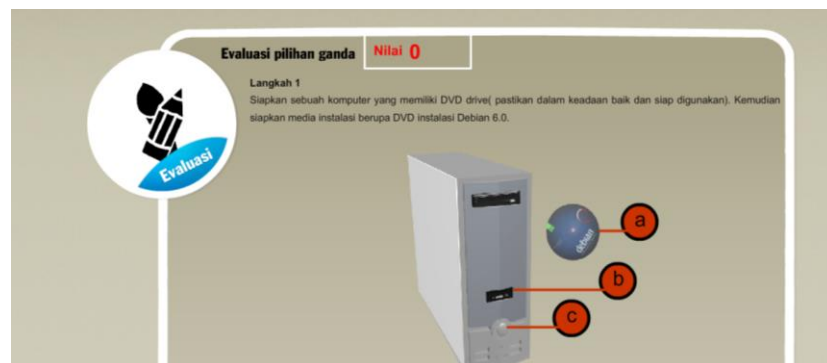 Evaluasi pilihan ganda
Nilai 0
Langkah 1
Siapkan sebuah komputer yang memiliki DVD drive( pastikan dalam keadaan baik dan siap digunakan). Kemudian
siapkan media instalasi berupa DVD instalasi Debian 6.0.
Evaluasi
a
debian
b
c